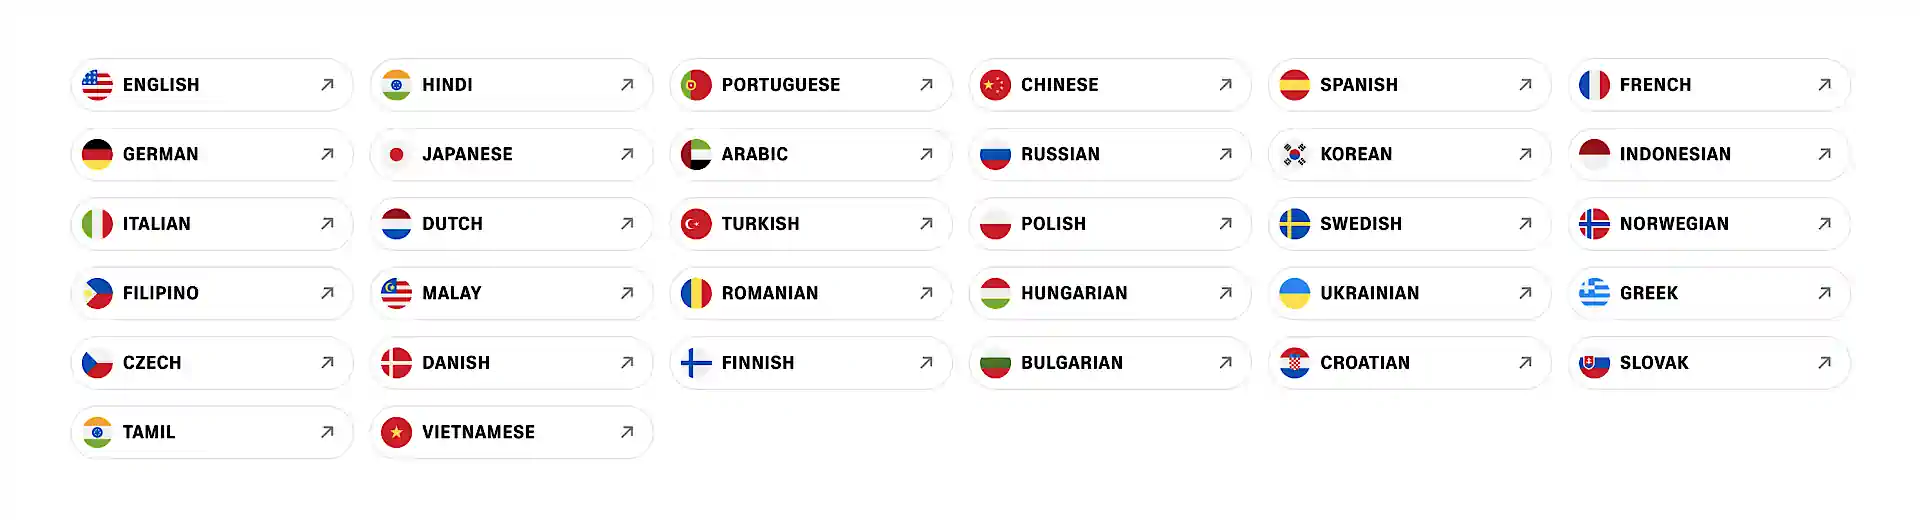 ENGLISH
HINDI
PORTUGUESE
CHINESE
SPANISH
FRENCH
GERMAN
JAPANESE
ARABIC
RUSSIAN
KOREAN
INDONESIAN
ITALIAN
DUTCH
TURKISH
POLISH
SWEDISH
NORWEGIAN
FILIPINO
MALAY
ROMANIAN
HUNGARIAN
UKRAINIAN
GREEK
CZECH
DANISH
FINNISH
BULGARIAN
CROATIAN
SLOVAK
TAMIL
VIETNAMESE